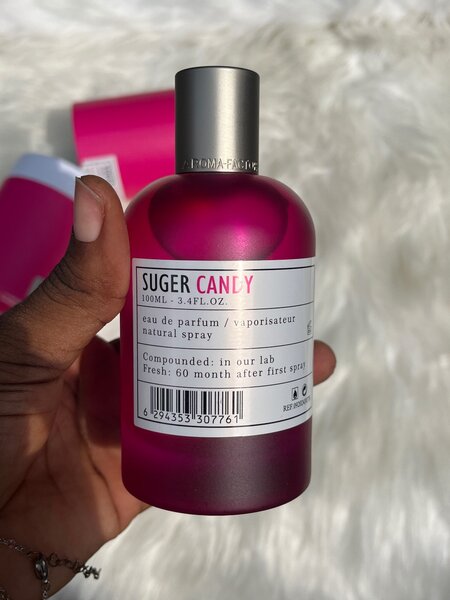 AROMA-FACTORY
SUGER CANDY
100ML - 3.4FL.OZ.
eau de parfum / vaporisateur
natural spray
Compounded: in our lab
Fresh: 60 month after first spray
6 294353 307761